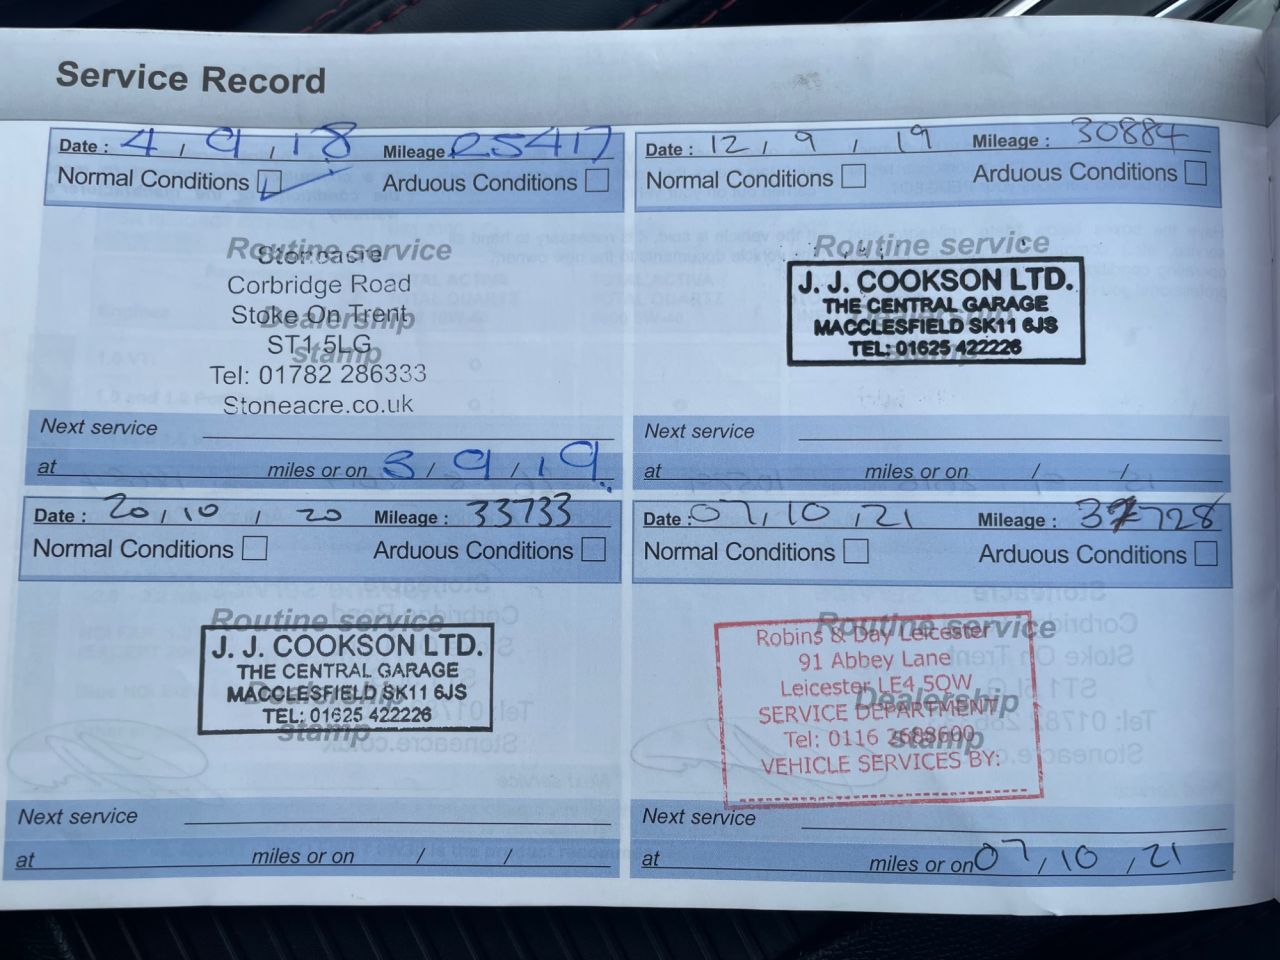 Service Record
Date : 4 / 9 / 18 Mileage 25417
Normal Conditions Arduous Conditions
Routine service
Dealership
stamp
Stoneacre
Corbridge Road
Stoke On Trent
ST1 5LG
Tel: 01782 286333
Stoneacre.co.uk
Next service
at miles or on 3 / 9 / 19
Date : 12 / 9 / 19 Mileage : 30884
Normal Conditions Arduous Conditions
Routine service
Dealership
stamp
J. J. COOKSON LTD.
THE CENTRAL GARAGE
MACCLESFIELD SK11 6JS
TEL: 01625 422226
Next service
at miles or on / /
Date : 20 / 10 / 20 Mileage : 33733
Normal Conditions Arduous Conditions
Routine service
Dealership
stamp
J. J. COOKSON LTD.
THE CENTRAL GARAGE
MACCLESFIELD SK11 6JS
TEL: 01625 422226
Next service
at miles or on / /
Date : 07 / 10 / 21 Mileage : 37728
Normal Conditions Arduous Conditions
Routine service
Dealership
stamp
Robins & Day Leicester
91 Abbey Lane
Leicester LE4 5QW
SERVICE DEPARTMENT
Tel: 0116
VEHICLE SERVICES BY:
Next service
at miles or on 07 / 10 / 21